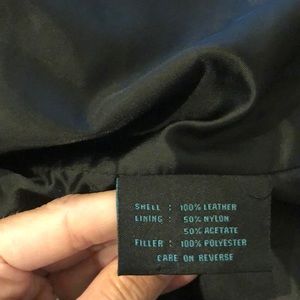 SHELL : 100% LEATHER
LINING : 50% NYLON
50% ACETATE
FILLER : 100% POLYESTER
CARE ON REVERSE